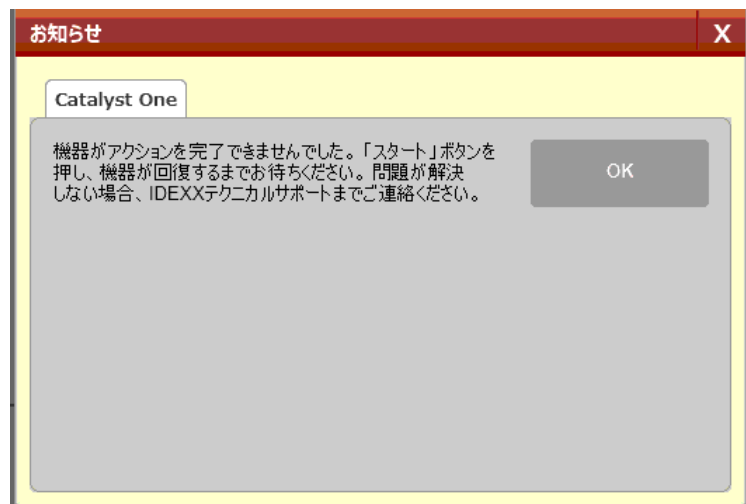 お知らせ
X
Catalyst One
機器がアクションを完了できませんでした。「スタート」ボタンを
押し、機器が回復するまでお待ちください。問題が解決
しない場合、IDEXXテクニカルサポートまでご連絡ください。
OK